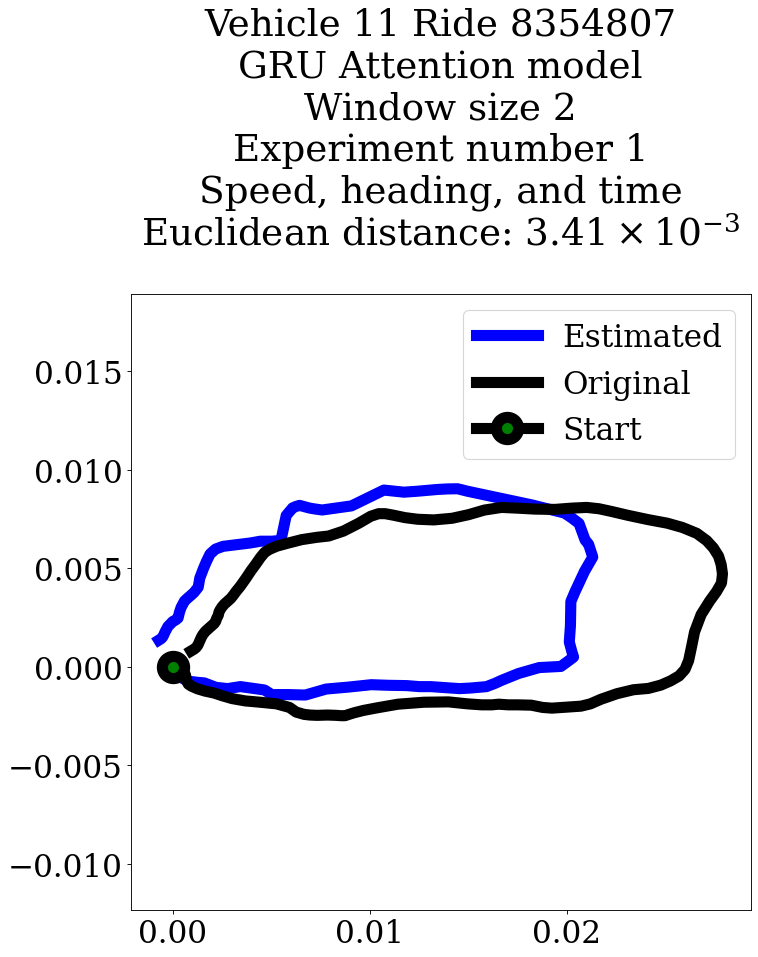 Vehicle 11 Ride 8354807
GRU Attention model
Window size 2
Experiment number 1
Speed, heading, and time
Euclidean distance: 3.41 × 10⁻³
Estimated
Original
Start
0.015
0.010
0.005
0.000
−0.005
−0.010
0.00 0.01 0.02